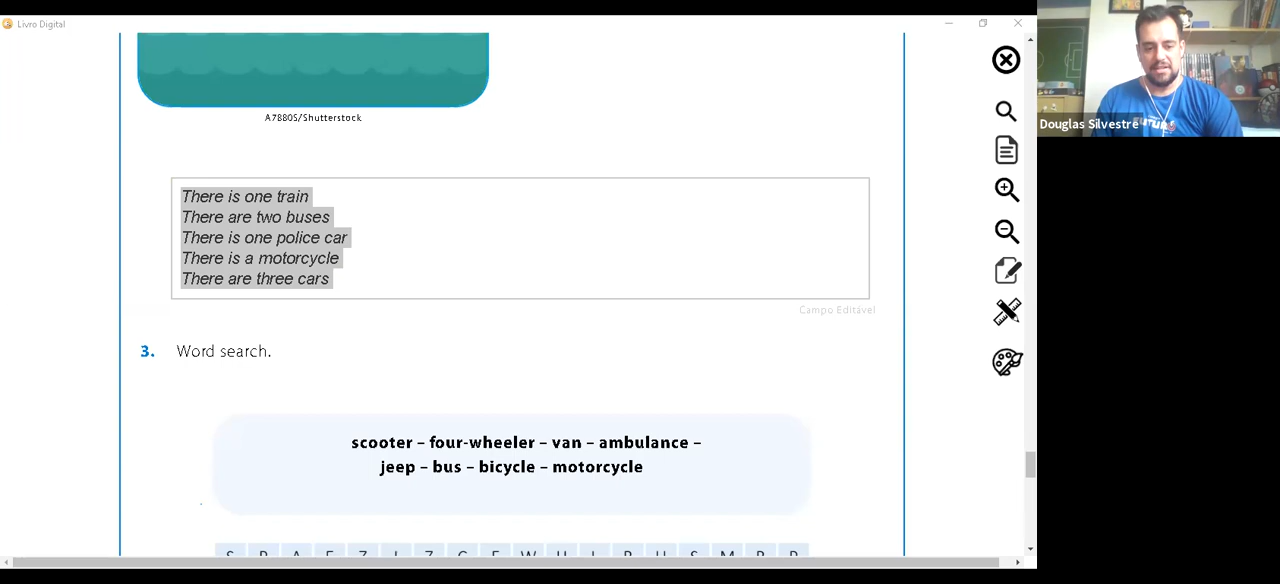 Livro Digital
A7880S/Shutterstock
Douglas Silvestre
There is one train
There are two buses
There is one police car
There is a motorcycle
There are three cars
Campo Editável
3. Word search.
scooter – four-wheeler – van – ambulance –
jeep – bus – bicycle – motorcycle